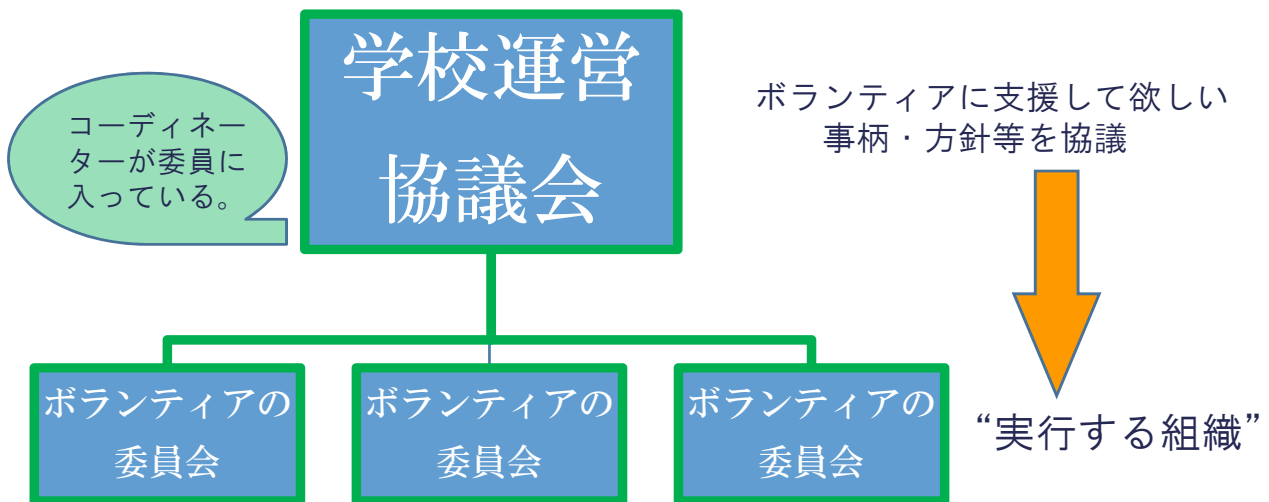 学校運営
協議会
コーディネー
ターが委員に
入っている。
ボランティアに支援して欲しい
事柄・方針等を協議
ボランティアの
委員会
ボランティアの
委員会
ボランティアの
委員会
“実行する組織”